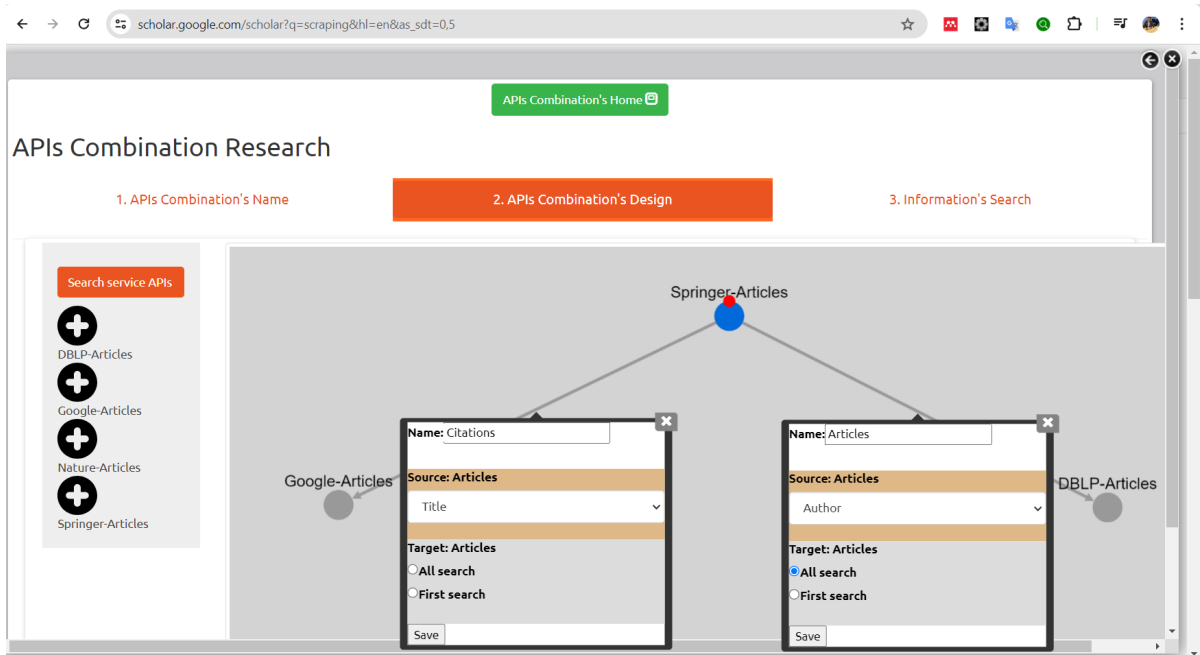 scholar.google.com/scholar?q=scraping&hl=en&as_sdt=0,5
APIs Combination's Home
APIs Combination Research
1. APIs Combination's Name
2. APIs Combination's Design
3. Information's Search
Search service APIs
DBLP-Articles
Google-Articles
Nature-Articles
Springer-Articles
Springer-Articles
Google-Articles
DBLP-Articles
Name: Citations
Source: Articles
Title
Target: Articles
All search
First search
Save
Name: Articles
Source: Articles
Author
Target: Articles
All search
First search
Save